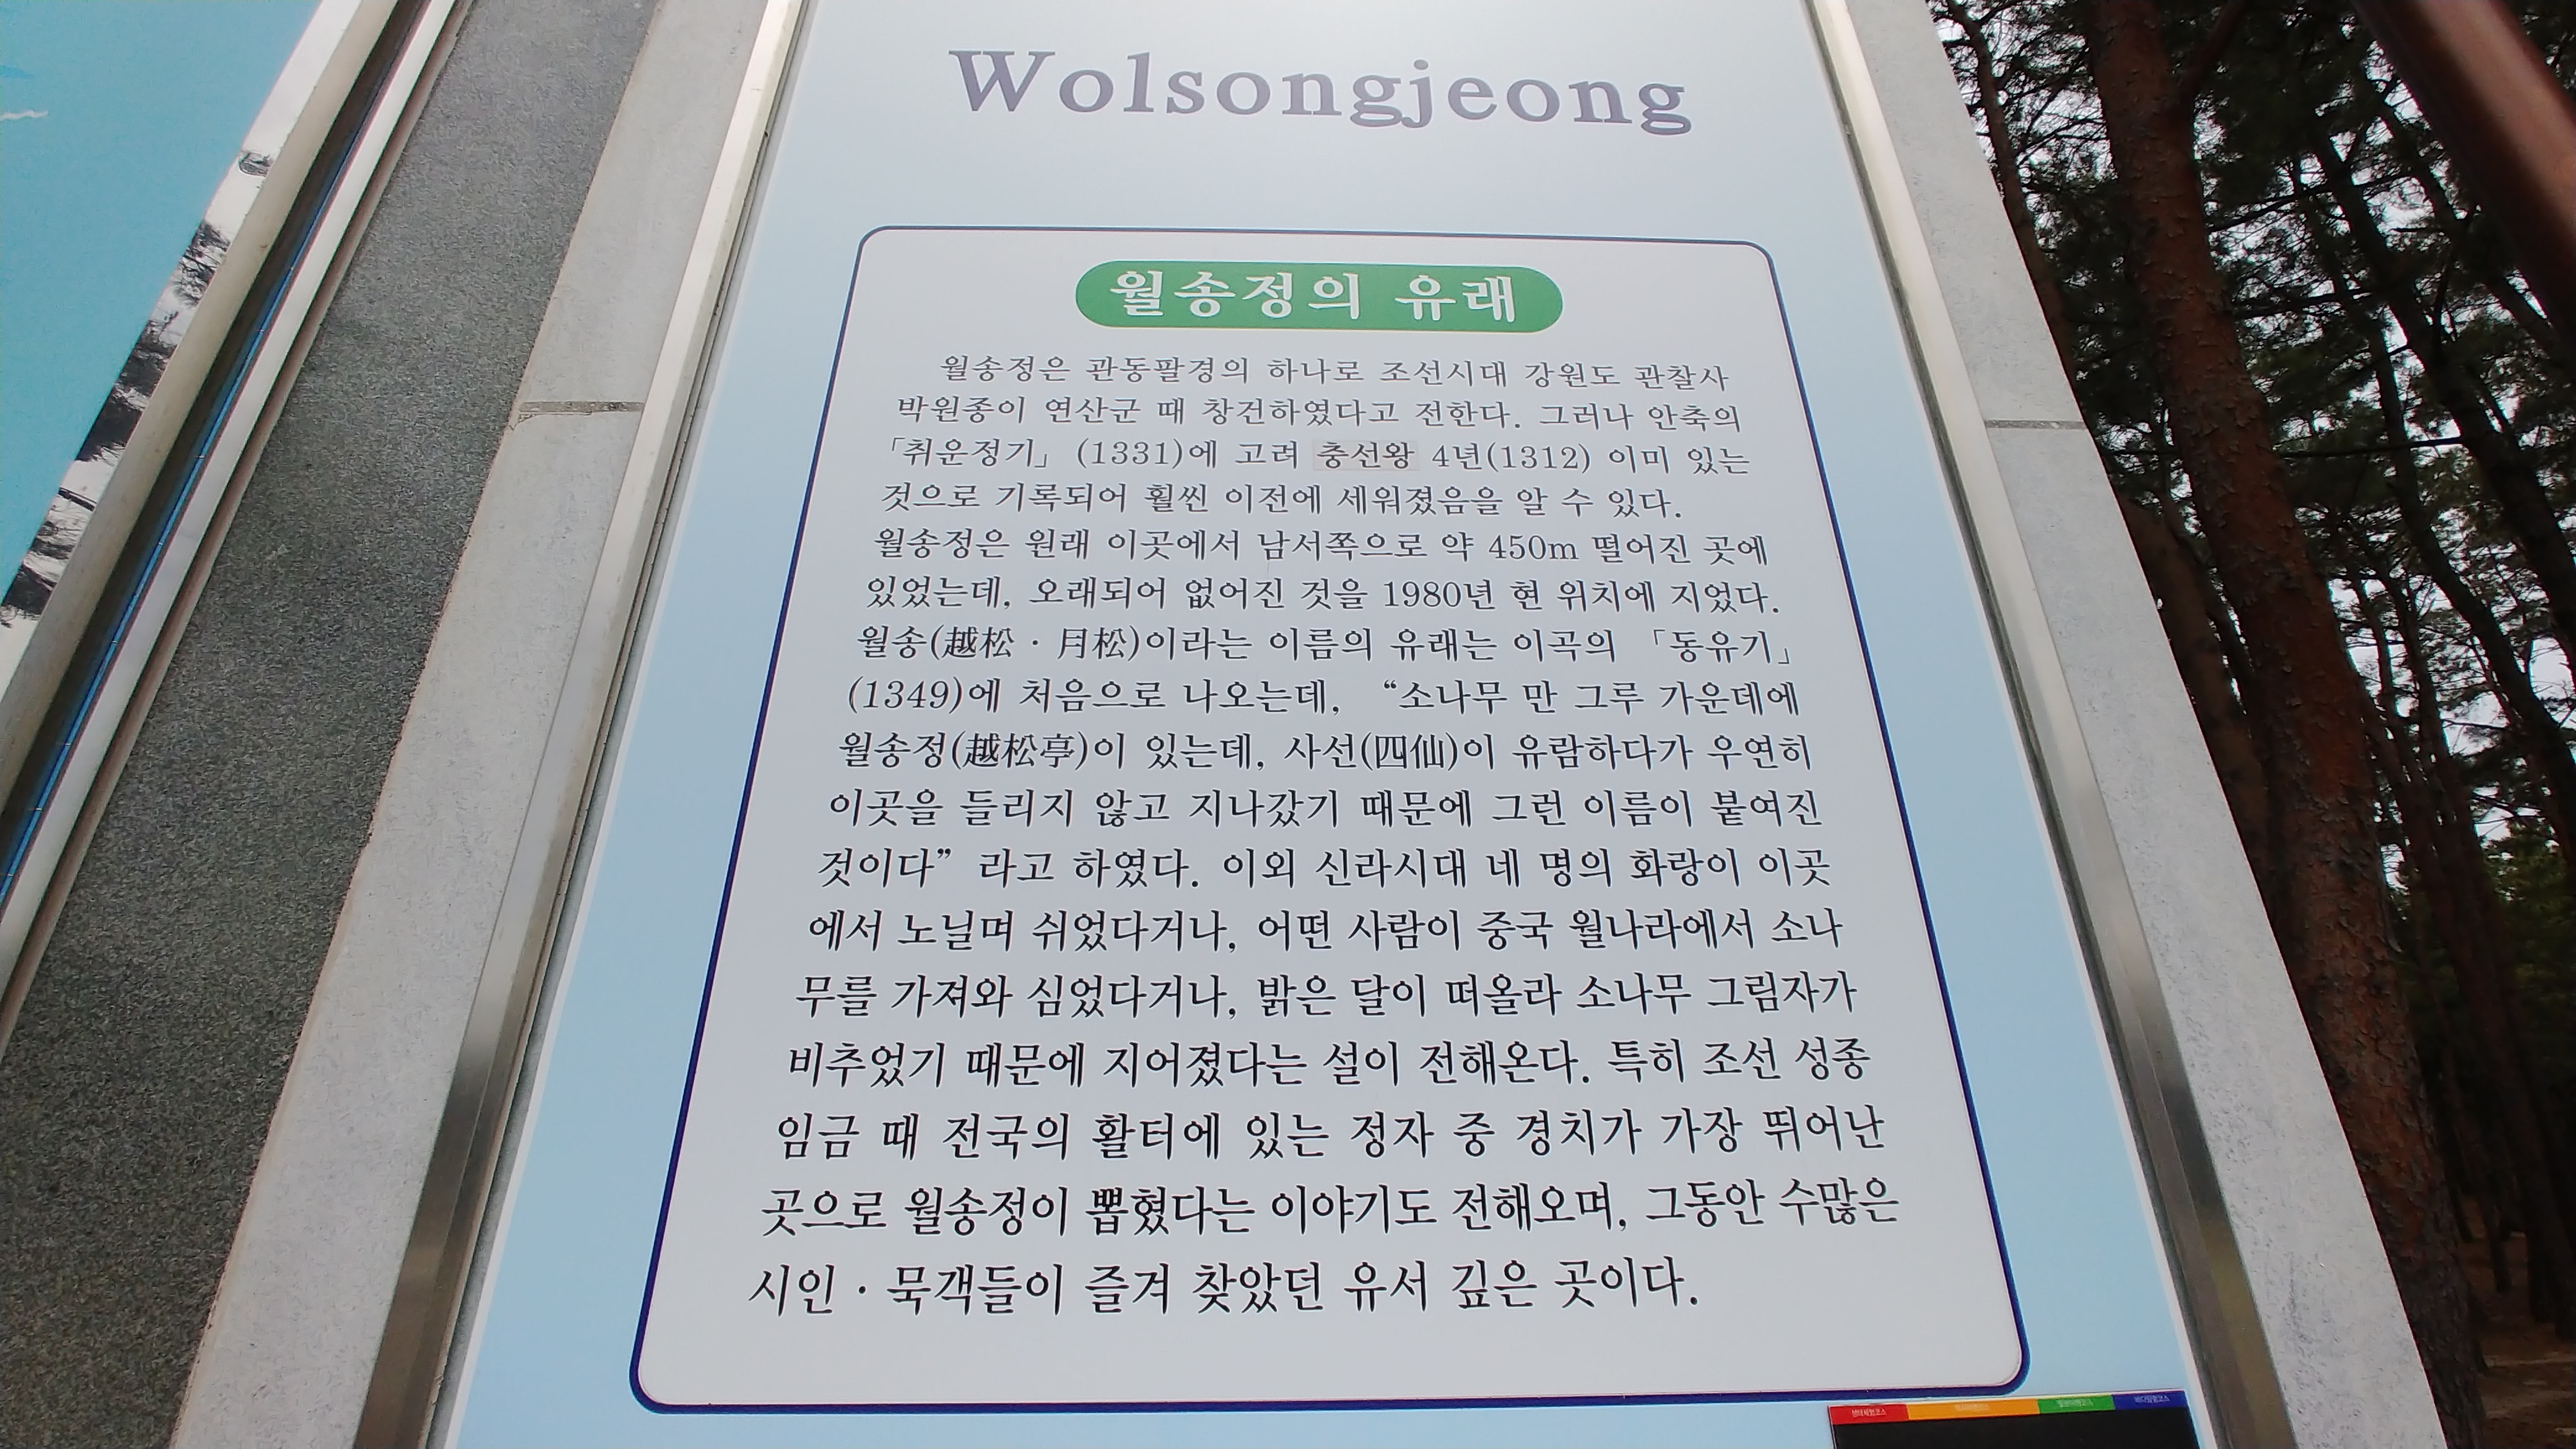 Wolsongjeong
월송정의 유래
월송정은 관동팔경의 하나로 조선시대 강원도 관찰사
박원종이 연산군 때 창건하였다고 전한다. 그러나 안축의
「취운정기」 (1331)에 고려 충선왕 4년(1312) 이미 있는
것으로 기록되어 훨씬 이전에 세워졌음을 알 수 있다.
월송정은 원래 이곳에서 남서쪽으로 약 450m 떨어진 곳에
있었는데, 오래되어 없어진 것을 1980년 현 위치에 지었다.
월송(越松 · 月松)이라는 이름의 유래는 이곡의 「동유기」
(1349)에 처음으로 나오는데, “소나무 만 그루 가운데에
월송정(越松亭)이 있는데, 사선(四仙)이 유람하다가 우연히
이곳을 들리지 않고 지나갔기 때문에 그런 이름이 붙여진
것이다” 라고 하였다. 이외 신라시대 네 명의 화랑이 이곳
에서 노닐며 쉬었다거나, 어떤 사람이 중국 월나라에서 소나
무를 가져와 심었다거나, 밝은 달이 떠올라 소나무 그림자가
비추었기 때문에 지어졌다는 설이 전해온다. 특히 조선 성종
임금 때 전국의 활터에 있는 정자 중 경치가 가장 뛰어난
곳으로 월송정이 뽑혔다는 이야기도 전해오며, 그동안 수많은
시인 · 묵객들이 즐겨 찾았던 유서 깊은 곳이다.